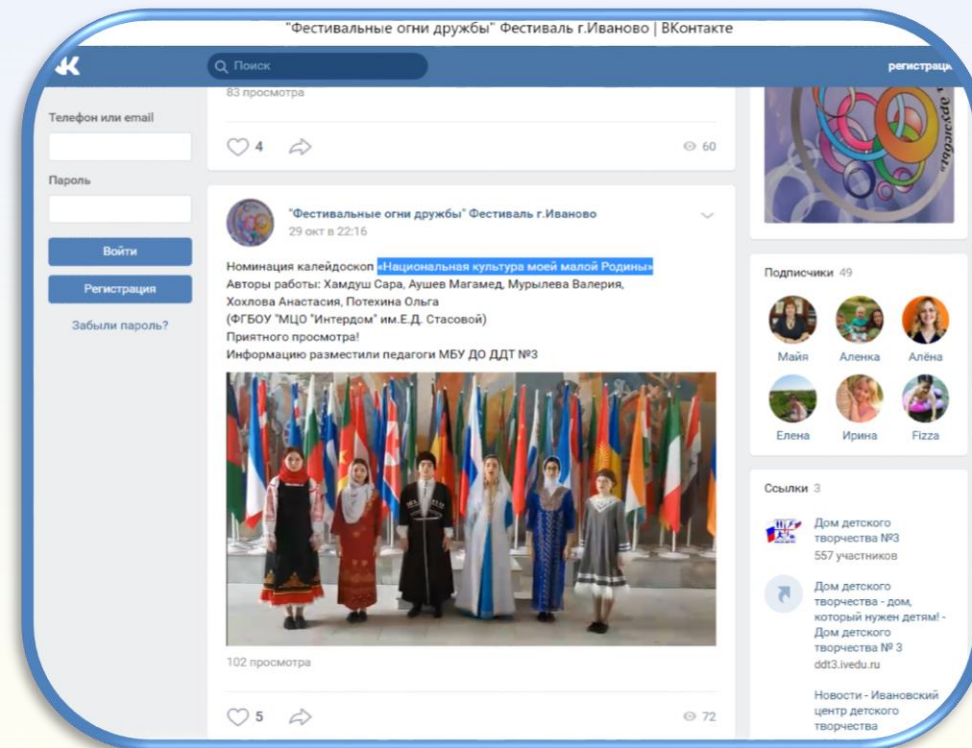 "Фестивальные огни дружбы" Фестиваль г.Иваново | ВКонтакте
Поиск
регистрац
Телефон или email
Пароль
Войти
Регистрация
Забыли пароль?
83 просмотра
4
60
"Фестивальные огни дружбы" Фестиваль г.Иваново
29 окт в 22:16
Номинация калейдоскоп «Национальная культура моей малой Родины»
Авторы работы: Хамдуш Сара, Аушев Магамед, Мурылева Валерия,
Хохлова Анастасия, Потехина Ольга
(ФГБОУ "МЦО "Интердом" им.Е.Д. Стасовой)
Приятного просмотра!
Информацию разместили педагоги МБУ ДО ДДТ №3
102 просмотра
5
72
дружбы»
Подписчики 49
Майя
Аленка
Алёна
Елена
Ирина
Fizza
Ссылки 3
Дом детского
творчества №3
557 участников
Дом детского
творчества - дом,
который нужен детям! -
Дом детского
творчества № 3
ddt3.ivedu.ru
Новости - Ивановский
центр детского
творчества